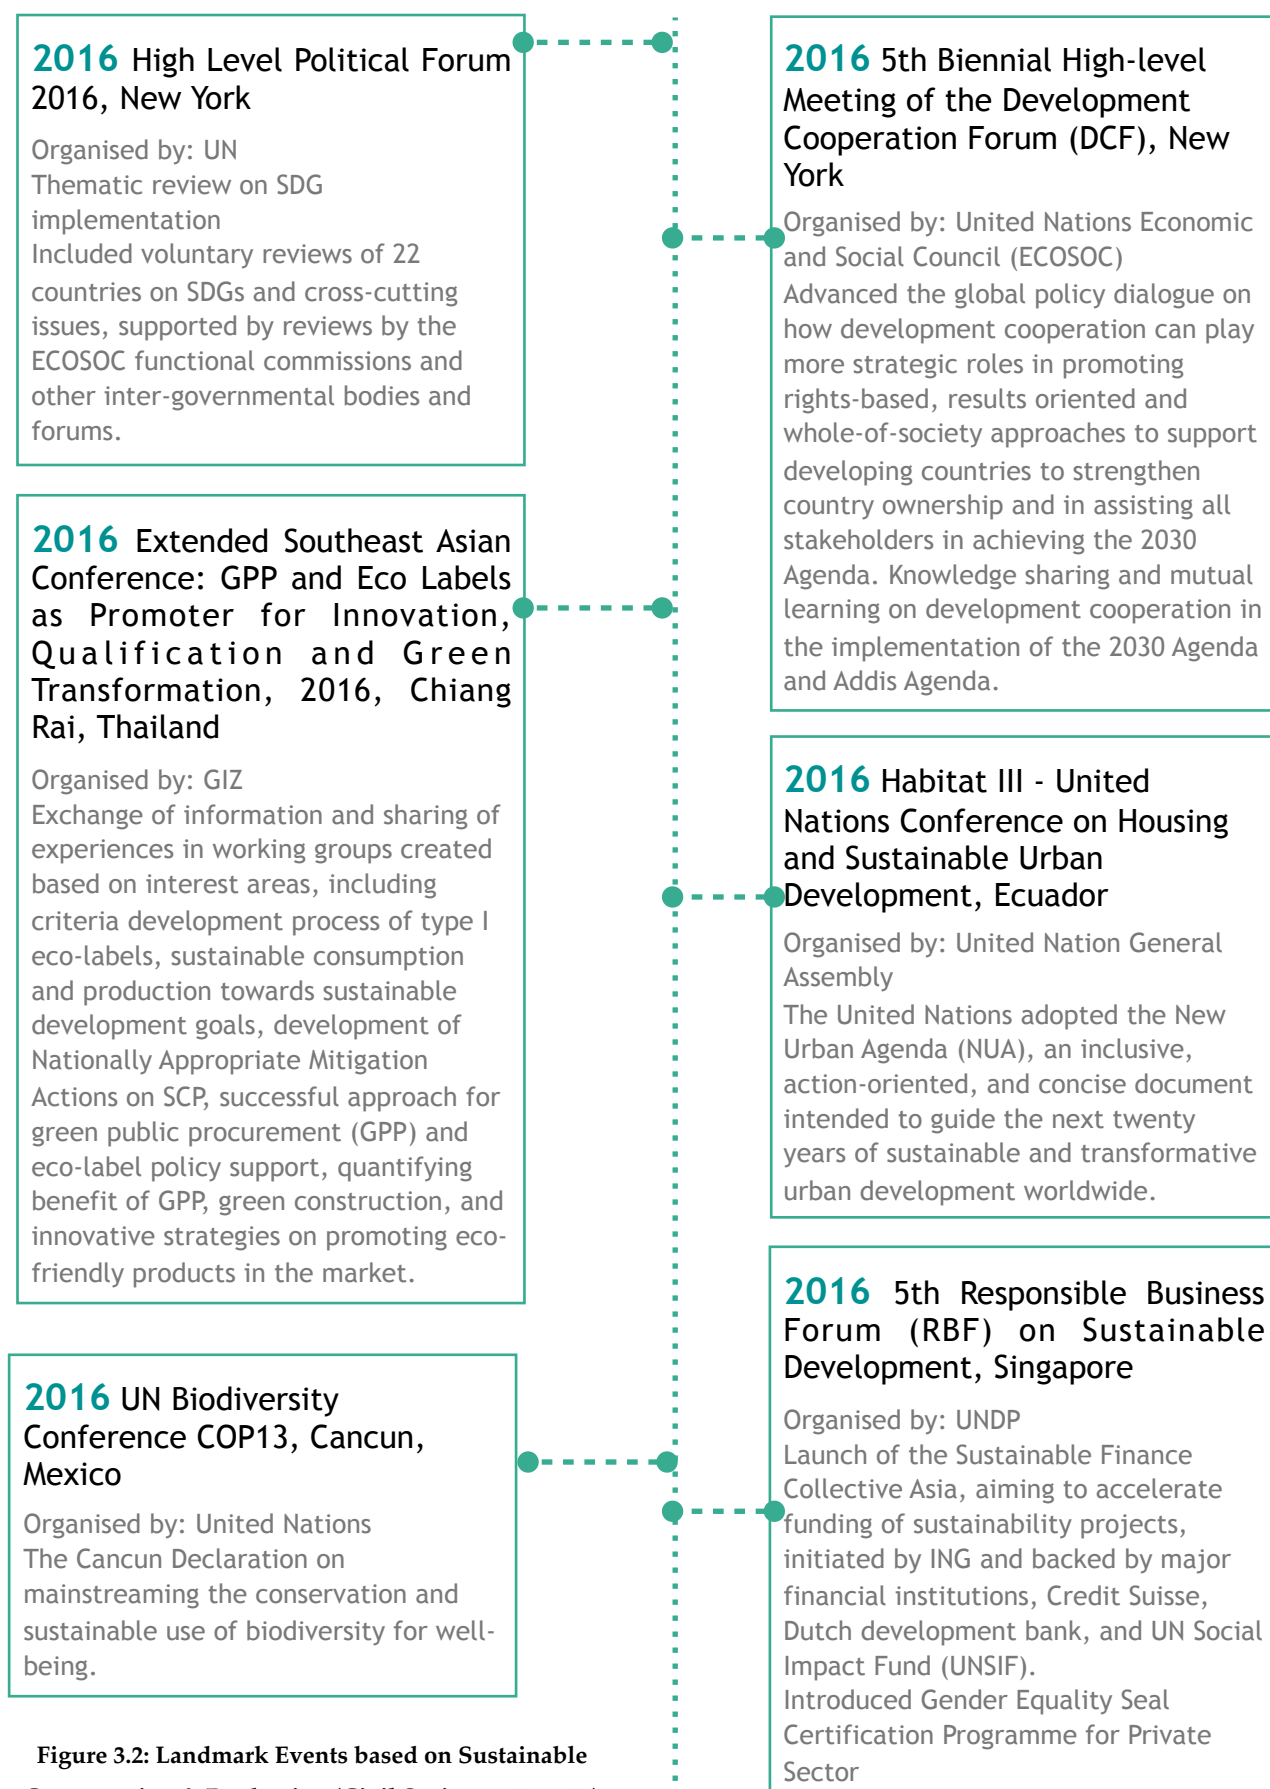 2016 High Level Political Forum
2016, New York
Organised by: UN
Thematic review on SDG
implementation
Included voluntary reviews of 22
countries on SDGs and cross-cutting
issues, supported by reviews by the
ECOSOC functional commissions and
other inter-governmental bodies and
forums.
2016 Extended Southeast Asian
Conference: GPP and Eco Labels
as Promoter for Innovation,
Qualification and Green
Transformation, 2016, Chiang
Rai, Thailand
Organised by: GIZ
Exchange of information and sharing of
experiences in working groups created
based on interest areas, including
criteria development process of type I
eco-labels, sustainable consumption
and production towards sustainable
development goals, development of
Nationally Appropriate Mitigation
Actions on SCP, successful approach for
green public procurement (GPP) and
eco-label policy support, quantifying
benefit of GPP, green construction, and
innovative strategies on promoting eco-
friendly products in the market.
2016 UN Biodiversity
Conference COP13, Cancun,
Mexico
Organised by: United Nations
The Cancun Declaration on
mainstreaming the conservation and
sustainable use of biodiversity for well-
being.
Figure 3.2: Landmark Events based on Sustainable
2016 5th Biennial High-level
Meeting of the Development
Cooperation Forum (DCF), New
York
Organised by: United Nations Economic
and Social Council (ECOSOC)
Advanced the global policy dialogue on
how development cooperation can play
more strategic roles in promoting
rights-based, results oriented and
whole-of-society approaches to support
developing countries to strengthen
country ownership and in assisting all
stakeholders in achieving the 2030
Agenda. Knowledge sharing and mutual
learning on development cooperation in
the implementation of the 2030 Agenda
and Addis Agenda.
2016 Habitat III - United
Nations Conference on Housing
and Sustainable Urban
Development, Ecuador
Organised by: United Nation General
Assembly
The United Nations adopted the New
Urban Agenda (NUA), an inclusive,
action-oriented, and concise document
intended to guide the next twenty
years of sustainable and transformative
urban development worldwide.
2016 5th Responsible Business
Forum (RBF) on Sustainable
Development, Singapore
Organised by: UNDP
Launch of the Sustainable Finance
Collective Asia, aiming to accelerate
funding of sustainability projects,
initiated by ING and backed by major
financial institutions, Credit Suisse,
Dutch development bank, and UN Social
Impact Fund (UNSIF).
Introduced Gender Equality Seal
Certification Programme for Private
Sector